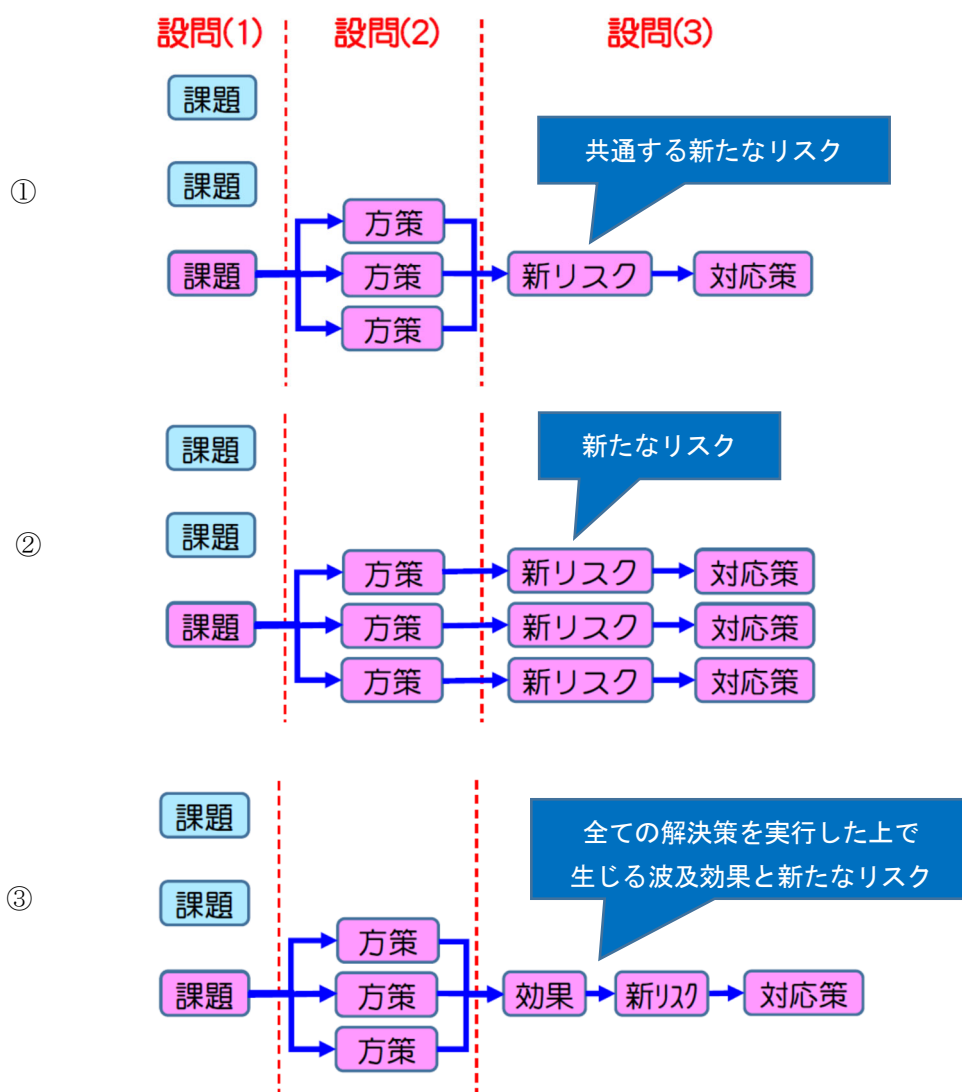 設問(1) 設問(2) 設問(3)
①
課題
課題
課題
方策
方策
方策
共通する新たなリスク
新リスク
対応策
②
課題
課題
課題
方策
方策
方策
新たなリスク
新リスク
対応策
新リスク
対応策
新リスク
対応策
③
課題
課題
課題
方策
方策
方策
全ての解決策を実行した上で
生じる波及効果と新たなリスク
効果
新リスク
対応策